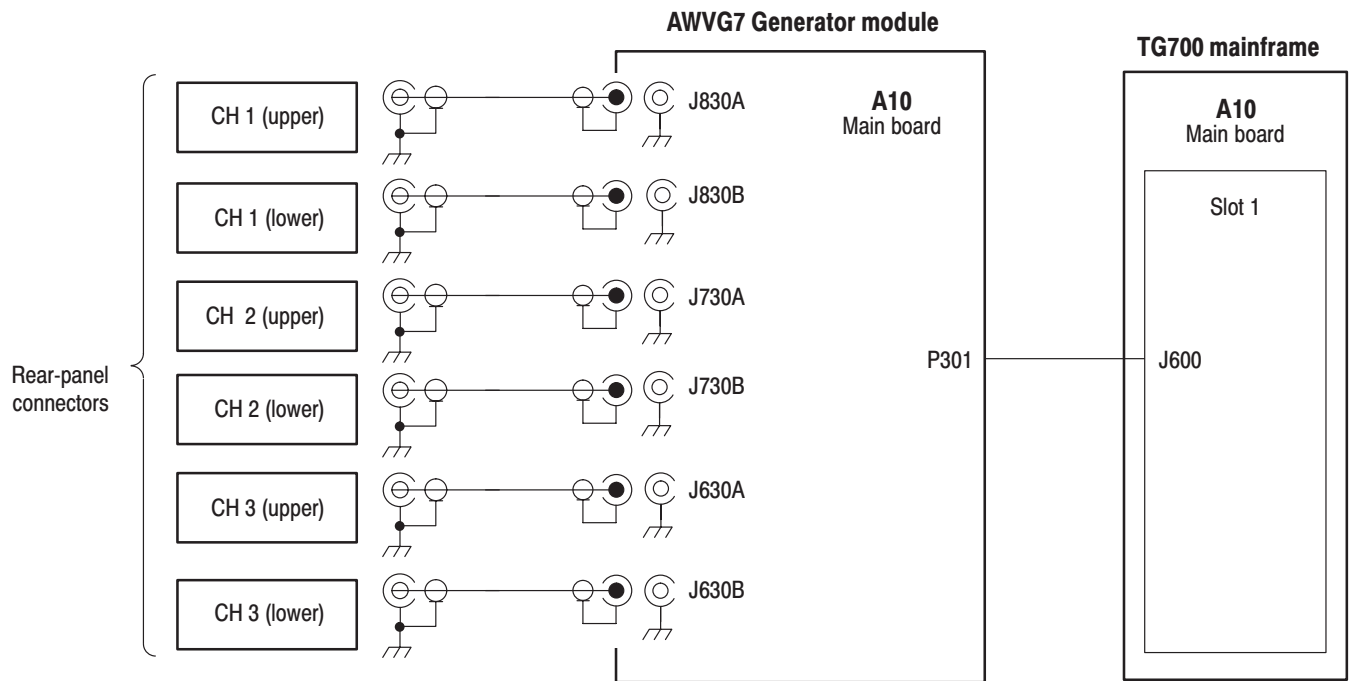 AWVG7 Generator module
TG700 mainframe
CH 1 (upper)
J830A
A10
Main board
A10
Main board
CH 1 (lower)
J830B
Slot 1
CH 2 (upper)
J730A
Rear-panel
connectors
P301
J600
CH 2 (lower)
J730B
CH 3 (upper)
J630A
CH 3 (lower)
J630B